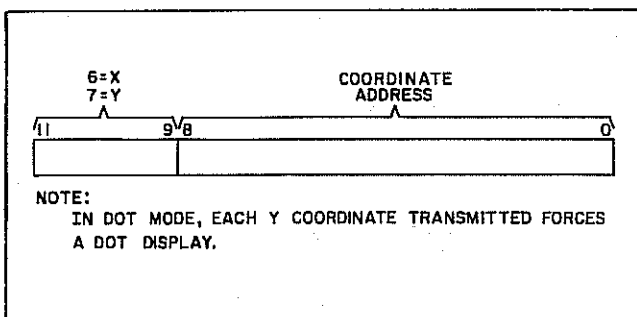 6=X
7=Y
COORDINATE
ADDRESS
11 9 8 0
NOTE:
IN DOT MODE, EACH Y COORDINATE TRANSMITTED FORCES
A DOT DISPLAY.